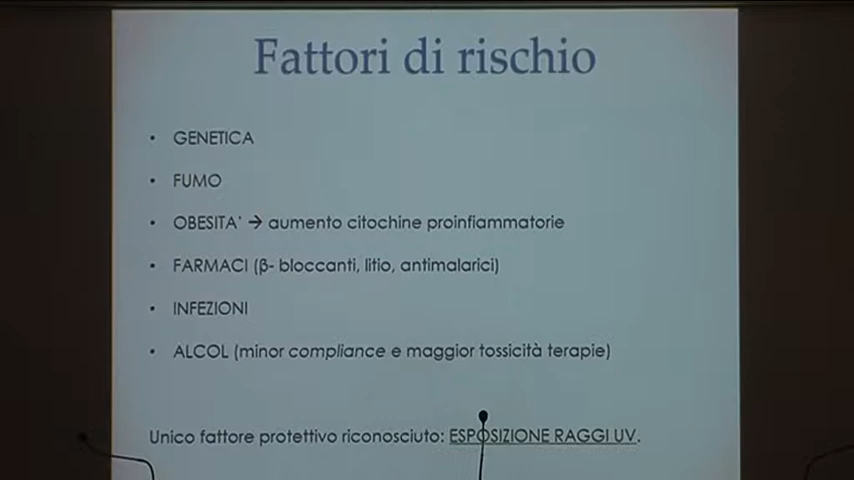 Fattori di rischio
• GENETICA
• FUMO
• OBESITA' → aumento citochine proinfiammatorie
• FARMACI (β- bloccanti, litio, antimalarici)
• INFEZIONI
• ALCOL (minor compliance e maggior tossicità terapie)
Unico fattore protettivo riconosciuto: ESPOSIZIONE RAGGI UV.